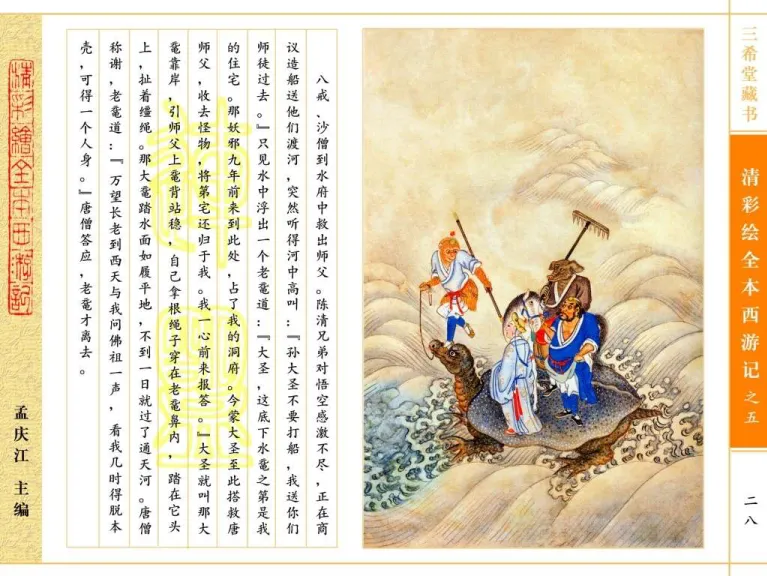 三希堂藏书
清彩绘全本西游记之五
二八
八戒、沙僧到水府中救出师父。陈清兄弟对悟空感激不尽，正在商
议造船送他们渡河，突然听得河中高叫：『孙大圣不要打船，我送你们
师徒过去。』只见水中浮出一个老鼋道：『大圣，这底下水鼋之第是我
的住宅。那妖邪九年前来到此处，占了我的洞府。今蒙大圣至此搭救唐
师父，收去怪物，将第宅还归于我。我一心前来报答。』大圣就叫那大
鼋靠岸，引师父上鼋背站稳，自己拿根绳子穿在老鼋鼻内，踏在它头
上，扯着缰绳。那大鼋踏水面如履平地，不到一日就过了通天河。唐僧
称谢，老鼋道：『万望长老到西天与我问佛祖一声，看我几时得脱本
壳，可得一个人身。』唐僧答应，老鼋才离去。
清彩繪全本西游記
孟庆江 主编